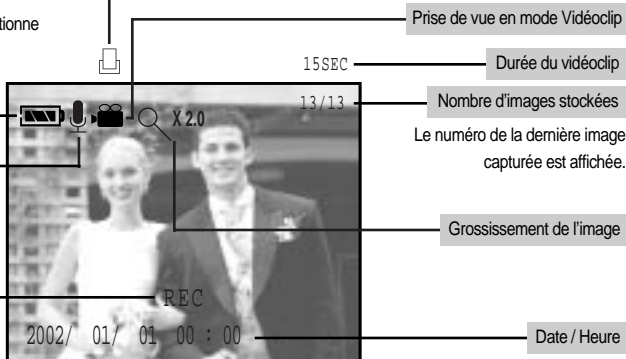 tionne
Prise de vue en mode Vidéoclip
15SEC
Durée du vidéoclip
13/13
Nombre d'images stockées
X 2.0
Le numéro de la dernière image
capturée est affichée.
Grossissement de l'image
REC
2002/ 01/ 01 00 : 00
Date / Heure